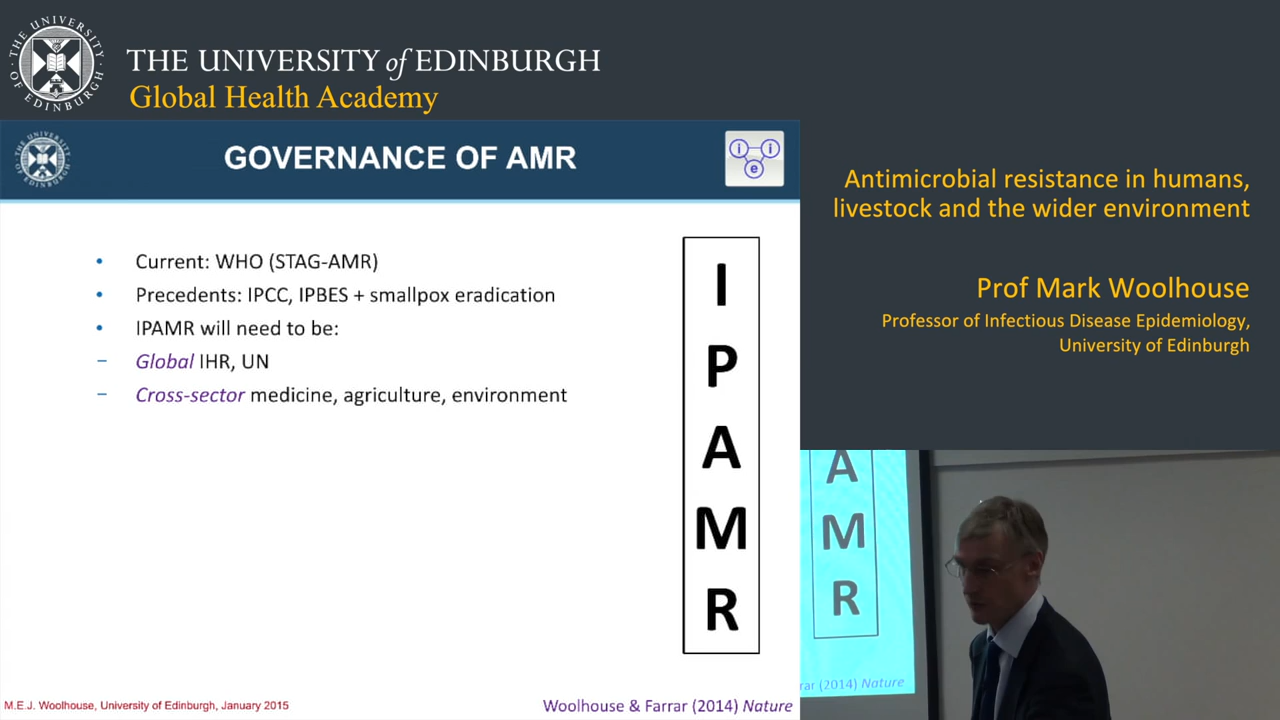 THE UNIVERSITY of EDINBURGH
Global Health Academy
GOVERNANCE OF AMR
i i
e
• Current: WHO (STAG-AMR)
• Precedents: IPCC, IPBES + smallpox eradication
• IPAMR will need to be:
− Global IHR, UN
− Cross-sector medicine, agriculture, environment
I
P
A
M
R
M.E.J. Woolhouse, University of Edinburgh, January 2015
Woolhouse & Farrar (2014) Nature
Antimicrobial resistance in humans,
livestock and the wider environment
Prof Mark Woolhouse
Professor of Infectious Disease Epidemiology,
University of Edinburgh
A
M
R
rar (2014) Nature